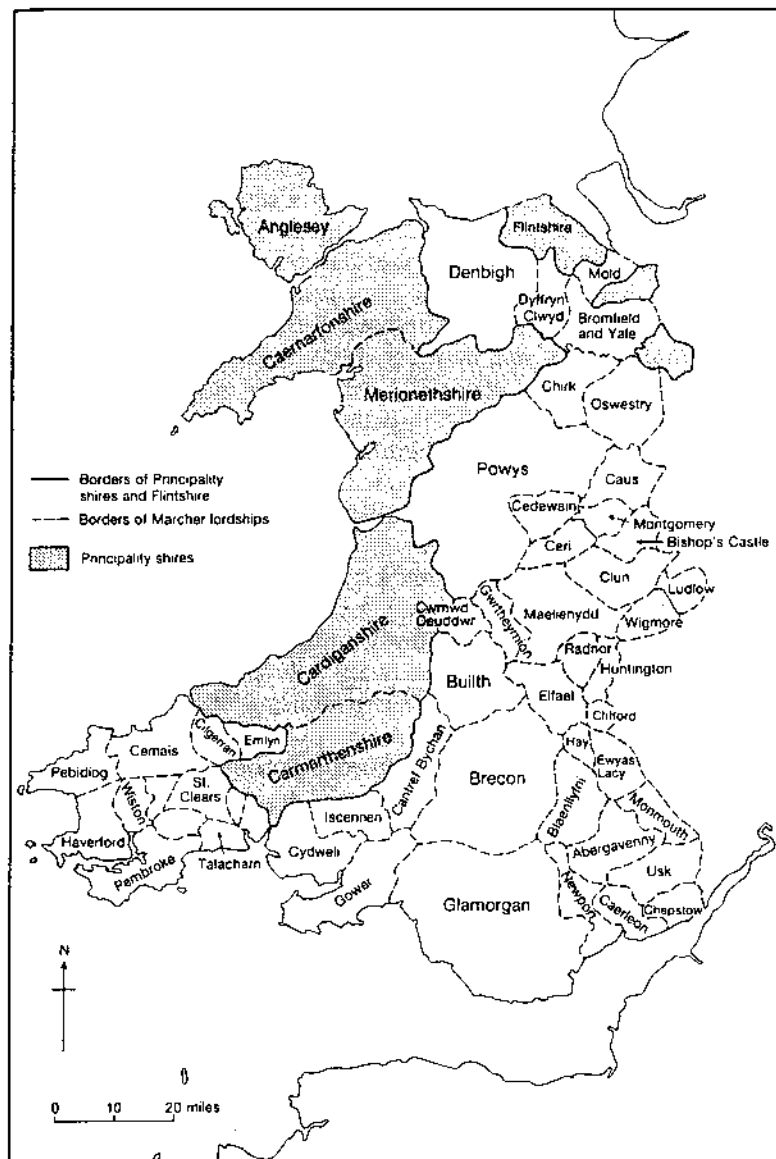 Anglesey
Flintshire
Denbigh
Mold
Caernarfonshire
Dyffryn
Clwyd
Bromfield
and Yale
Merionethshire
Chirk
Oswestry
Borders of Principality
shires and Flintshire
Borders of Marcher lordships
Principality shires
Powys
Caus
Cedewain
Montgomery
Bishop's Castle
Ceri
Clun
Ludlow
Cwmwd
Deuddwr
Gwrtheyrnion
Maelienydd
Wigmore
Cardiganshire
Radnor
Huntington
Builth
Elfael
Clifford
Cilgerran
Emlyn
Cemais
Carmarthenshire
Cantref Bychan
Hay
Ewyas
Lacy
Pebidiog
Wiston
St.
Clears
Brecon
Blaenllyfni
Monmouth
Iscennen
Haverford
Talacharn
Cydweli
Abergavenny
Usk
Pembroke
Gower
Glamorgan
Newport
Caerleon
Chepstow
N
0 10 20 miles